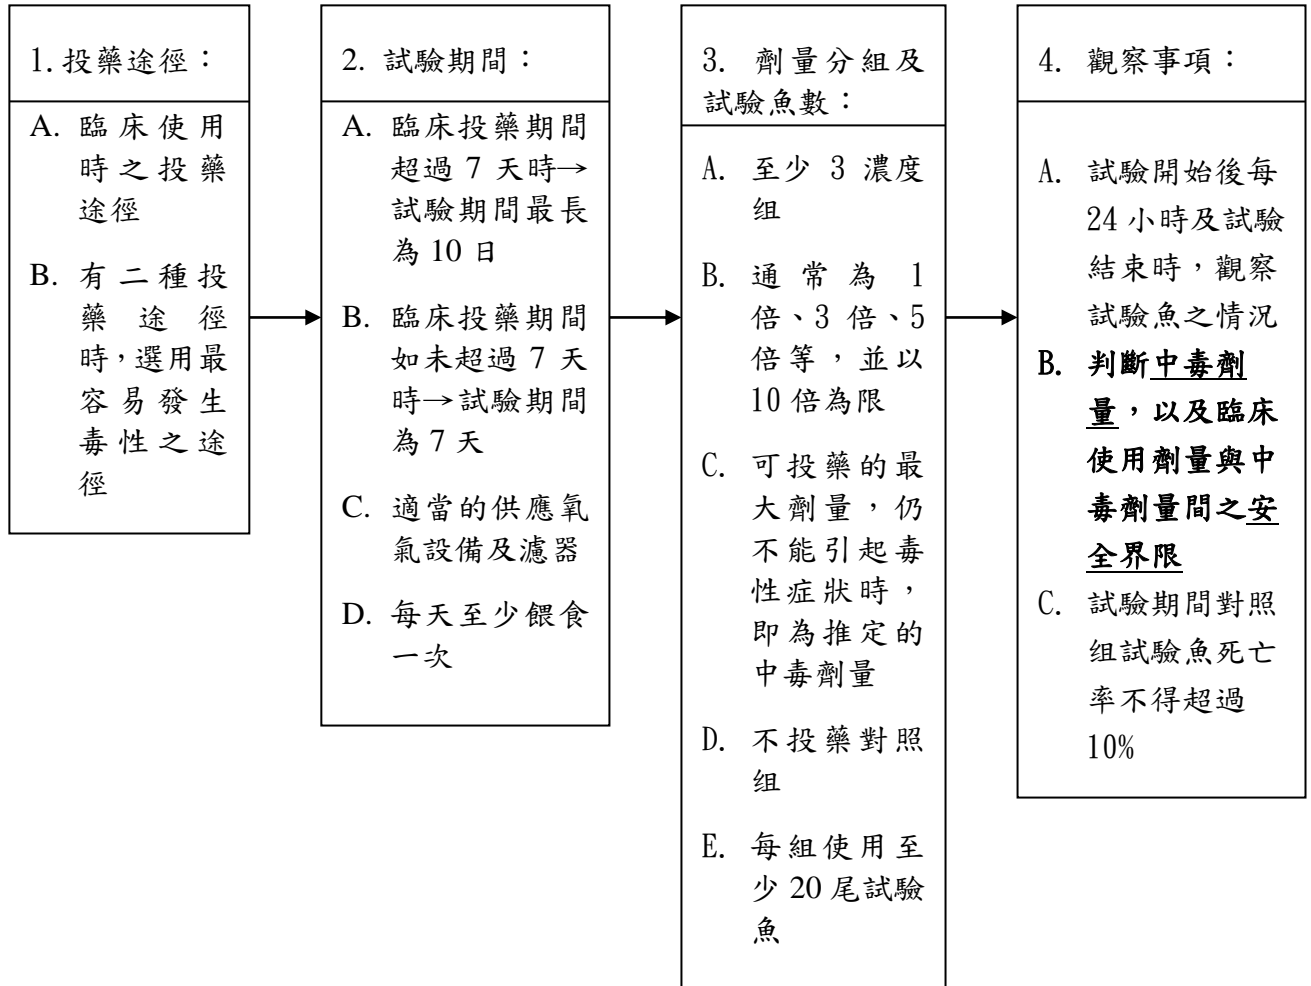 1.投藥途徑：
A. 臨床使用
時之投藥
途徑
B. 有二種投
藥途徑
時，選用最
容易發生
毒性之途
徑
2. 試驗期間：
A. 臨床投藥期間
超過 7 天時→
試驗期間最長
為 10 日
B. 臨床投藥期間
如未超過 7 天
時→試驗期間
為 7 天
C. 適當的供應氧
氣設備及濾器
D. 每天至少餵食
一次
3. 劑量分組及
試驗魚數：
A. 至少 3 濃度
組
B. 通常為 1
倍、3 倍、5
倍等，並以
10 倍為限
C. 可投藥的最
大劑量，仍
不能引起毒
性症狀時，
即為推定的
中毒劑量
D. 不投藥對照
組
E. 每組使用至
少 20 尾試驗
魚
4. 觀察事項：
A. 試驗開始後每
24 小時及試驗
結束時，觀察
試驗魚之情況
B. 判斷中毒劑
量，以及臨床
使用劑量與中
毒劑量間之安
全界限
C. 試驗期間對照
組試驗魚死亡
率不得超過
10%